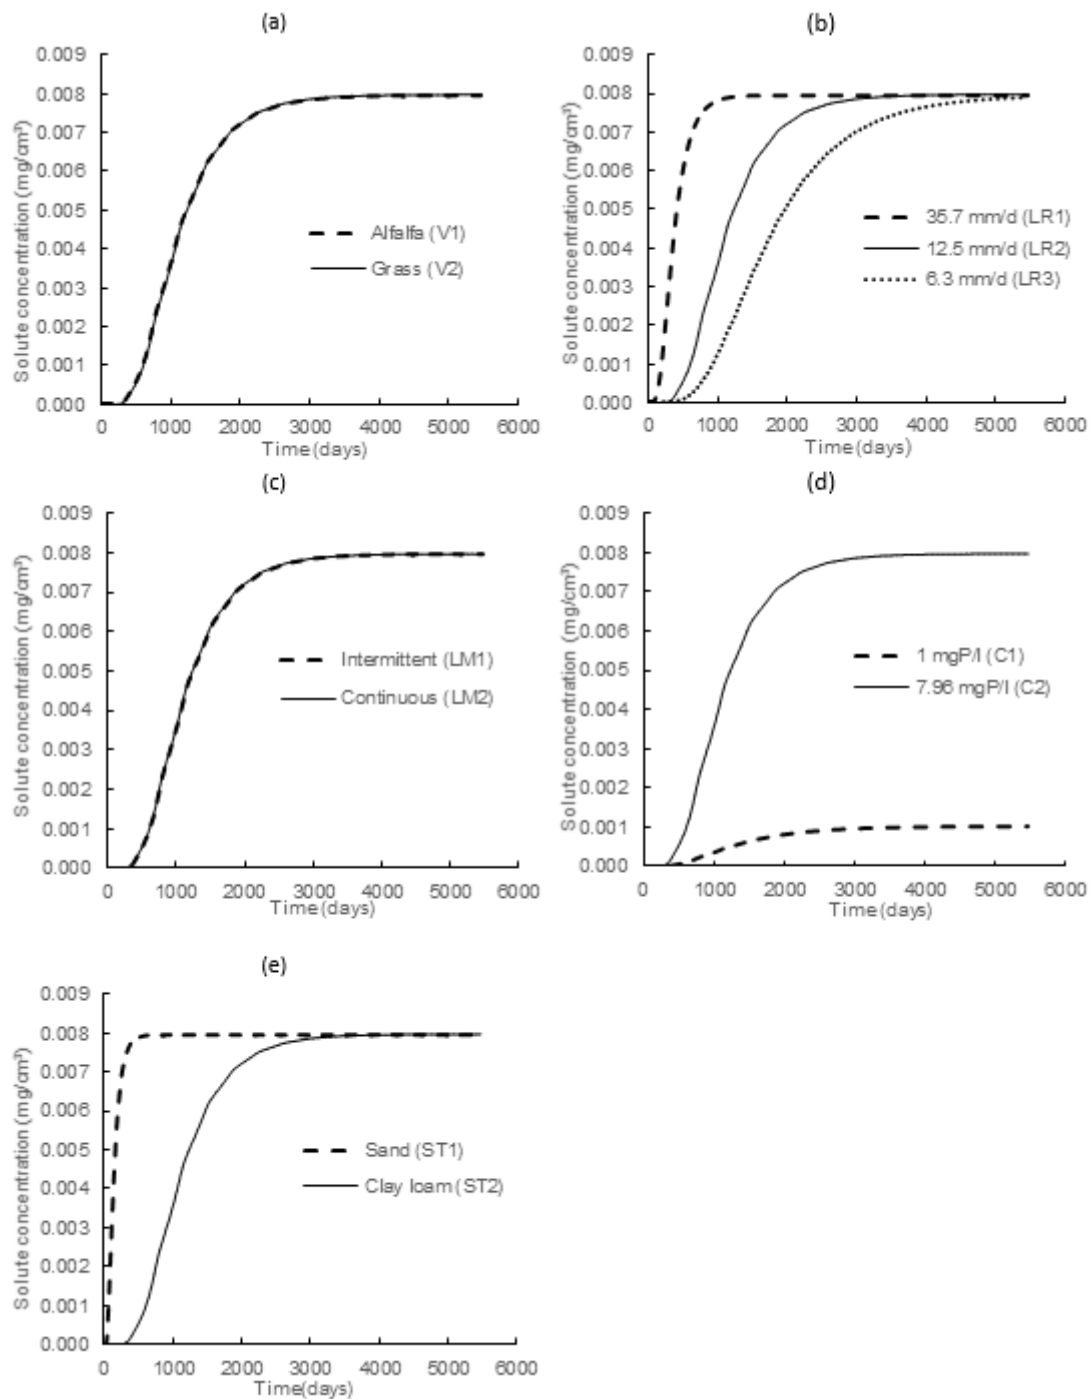 (a)
Solute concentration (mg/cm³)
0.009
0.008
0.007
0.006
0.005
0.004
0.003
0.002
0.001
0.000
Alfalfa (V1)
Grass (V2)
0 1000 2000 3000 4000 5000 6000
Time(days)
(b)
Solute concentration (mg/cm³)
0.009
0.008
0.007
0.006
0.005
0.004
0.003
0.002
0.001
0.000
35.7 mm/d (LR1)
12.5 mm/d (LR2)
6.3 mm/d (LR3)
0 1000 2000 3000 4000 5000 6000
Time(days)
(c)
Solute concentration (mg/cm³)
0.009
0.008
0.007
0.006
0.005
0.004
0.003
0.002
0.001
0.000
Intermittent (LM1)
Continuous (LM2)
0 1000 2000 3000 4000 5000 6000
Time(days)
(d)
Solute concentration (mg/cm³)
0.009
0.008
0.007
0.006
0.005
0.004
0.003
0.002
0.001
0.000
1 mgP/l (C1)
7.96 mgP/l (C2)
0 1000 2000 3000 4000 5000 6000
Time(days)
(e)
Solute concentration (mg/cm³)
0.009
0.008
0.007
0.006
0.005
0.004
0.003
0.002
0.001
0.000
Sand (ST1)
Clay loam (ST2)
0 1000 2000 3000 4000 5000 6000
Time(days)